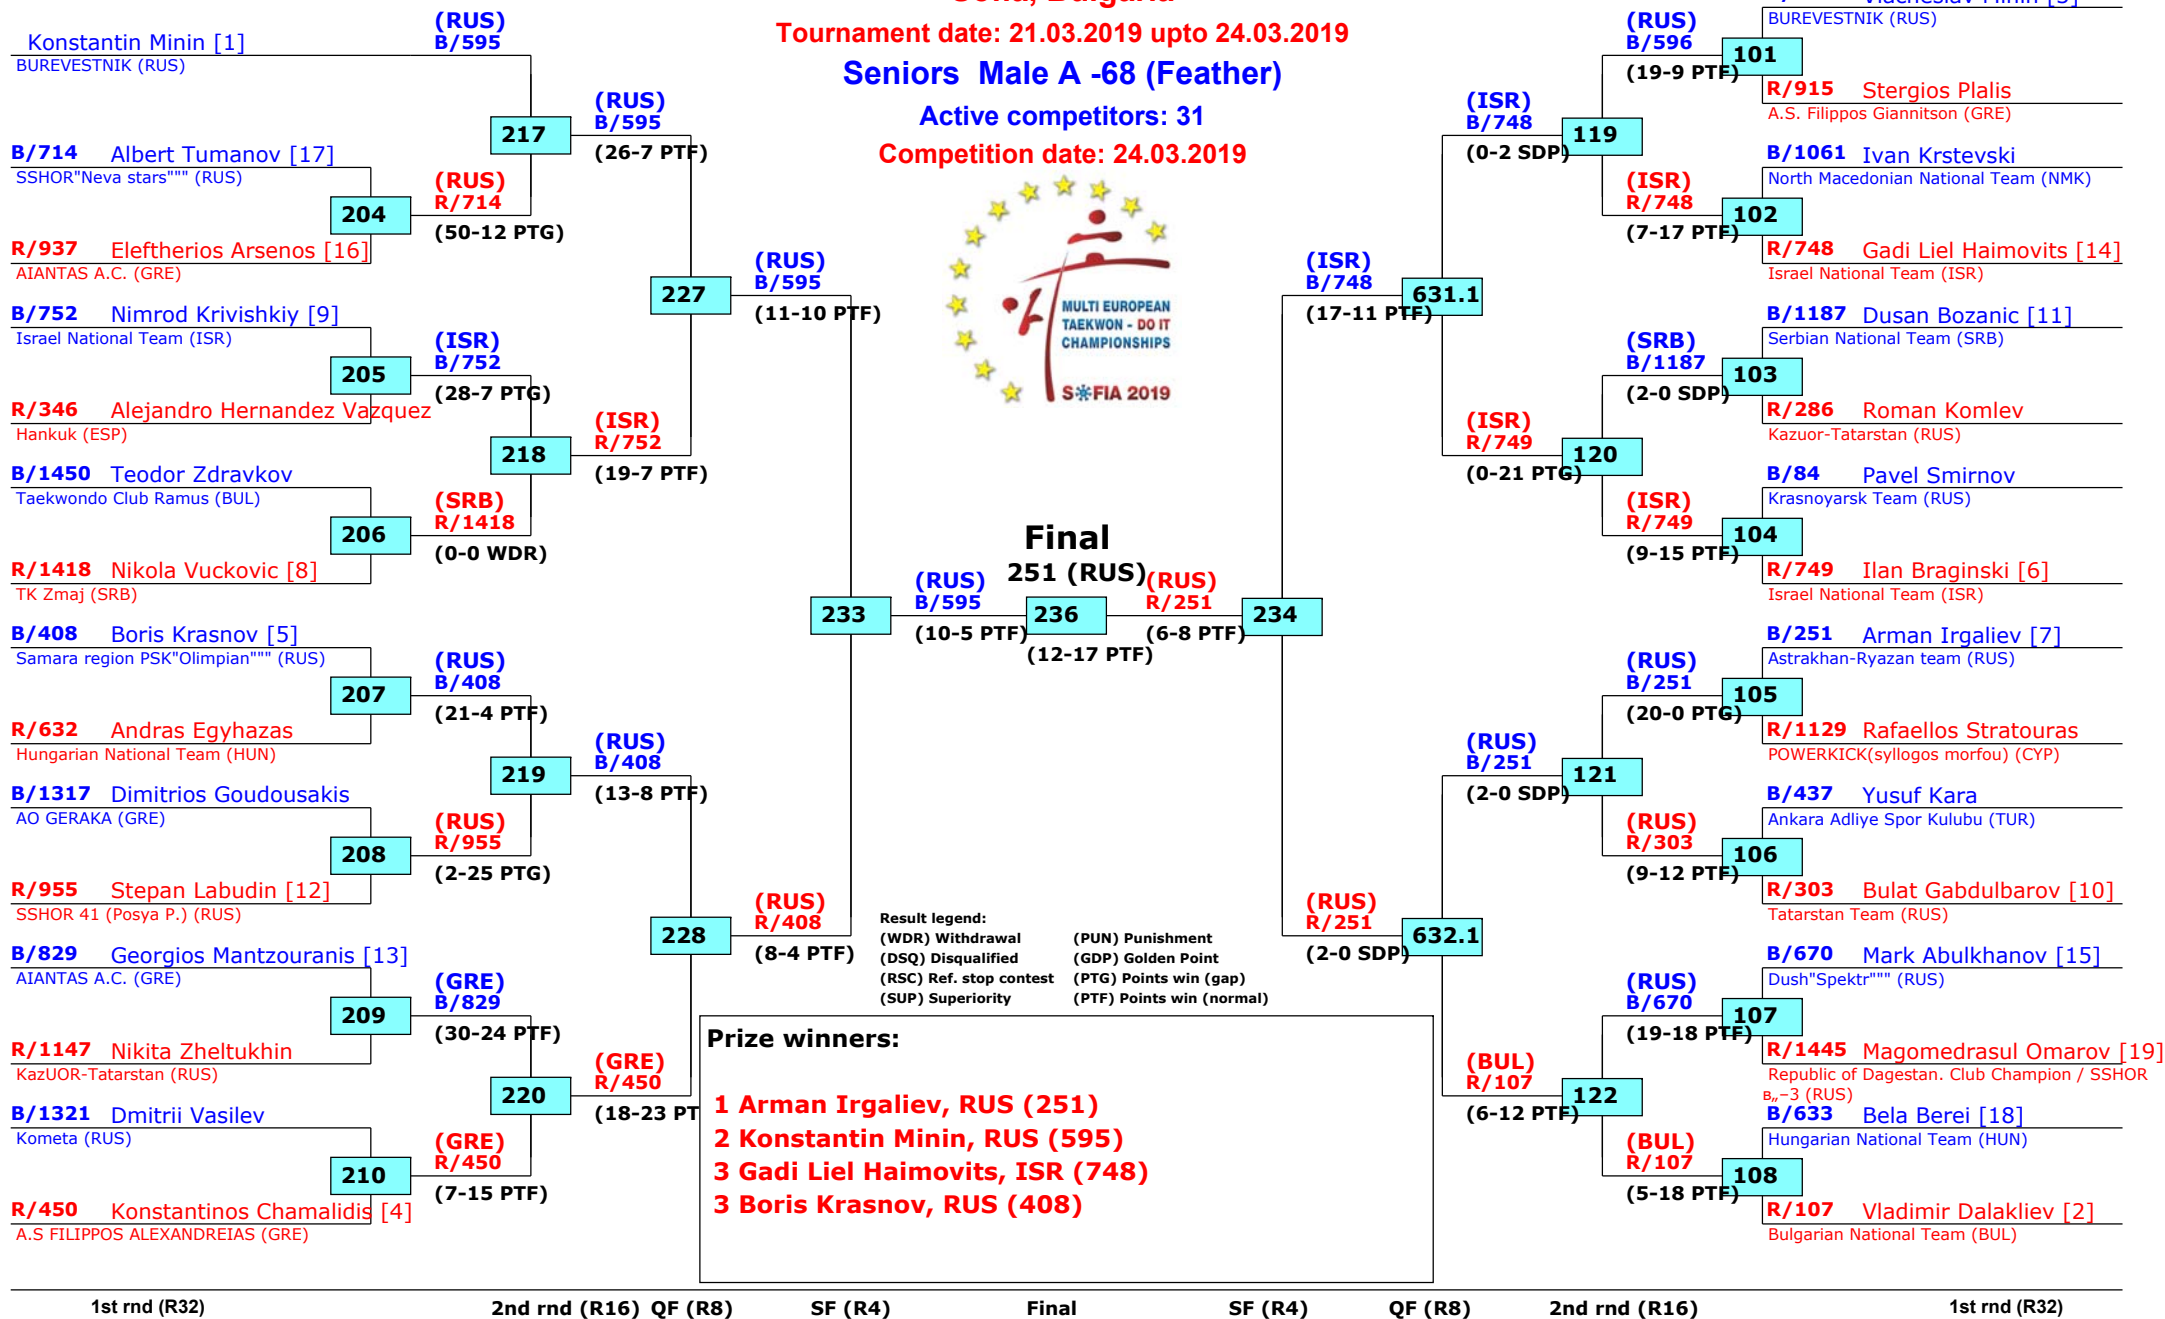 Tournament date: 21.03.2019 upto 24.03.2019
Seniors Male A -68 (Feather)
Active competitors: 31
Competition date: 24.03.2019
MULTI EUROPEAN
TAEKWON - DO IT
CHAMPIONSHIPS
S FIA 2019
Konstantin Minin [1]
BUREVESTNIK (RUS)
B/714 Albert Tumanov [17]
SSHOR"Neva stars""" (RUS)
R/937 Eleftherios Arsenos [16]
AIANTAS A.C. (GRE)
B/752 Nimrod Krivishkiy [9]
Israel National Team (ISR)
R/346 Alejandro Hernandez Vazquez
Hankuk (ESP)
B/1450 Teodor Zdravkov
Taekwondo Club Ramus (BUL)
R/1418 Nikola Vuckovic [8]
TK Zmaj (SRB)
B/408 Boris Krasnov [5]
Samara region PSK"Olimpian""" (RUS)
R/632 Andras Egyhazas
Hungarian National Team (HUN)
B/1317 Dimitrios Goudousakis
AO GERAKA (GRE)
R/955 Stepan Labudin [12]
SSHOR 41 (Posya P.) (RUS)
B/829 Georgios Mantzouranis [13]
AIANTAS A.C. (GRE)
R/1147 Nikita Zheltukhin
KazUOR-Tatarstan (RUS)
B/1321 Dmitrii Vasilev
Kometa (RUS)
R/450 Konstantinos Chamalidis [4]
A.S FILIPPOS ALEXANDREIAS (GRE)
204
205
206
207
208
209
210
(RUS)
B/595
(RUS)
R/714
(50-12 PTG)
(ISR)
B/752
(28-7 PTG)
(SRB)
R/1418
(0-0 WDR)
(RUS)
B/408
(21-4 PTF)
(RUS)
R/955
(2-25 PTG)
(GRE)
B/829
(30-24 PTF)
(GRE)
R/450
(7-15 PTF)
217
218
219
220
(RUS)
B/595
(26-7 PTF)
(ISR)
R/752
(19-7 PTF)
(RUS)
B/408
(13-8 PTF)
(GRE)
R/450
(18-23 PT
227
228
(RUS)
B/595
(11-10 PTF)
(RUS)
R/408
(8-4 PTF)
233
(RUS)
B/595
(10-5 PTF)
Final
251 (RUS)
236
(12-17 PTF)
(RUS)
R/251
(6-8 PTF)
234
(ISR)
B/748
(17-11 PTF)
(RUS)
R/251
(2-0 SDP)
631.1
632.1
(ISR)
B/748
(0-2 SDP)
(ISR)
R/749
(0-21 PTG)
(RUS)
B/251
(2-0 SDP)
(BUL)
R/107
(6-12 PTF)
119
120
121
122
(RUS)
B/596
(19-9 PTF)
(ISR)
R/748
(7-17 PTF)
(SRB)
B/1187
(2-0 SDP)
(ISR)
R/749
(9-15 PTF)
(RUS)
B/251
(20-0 PTG)
(RUS)
R/303
(9-12 PTF)
(RUS)
B/670
(19-18 PTF)
(BUL)
R/107
(5-18 PTF)
101
102
103
104
105
106
107
108
BUREVESTNIK (RUS)
R/915 Stergios Plalis
A.S. Filippos Giannitson (GRE)
B/1061 Ivan Krstevski
North Macedonian National Team (NMK)
R/748 Gadi Liel Haimovits [14]
Israel National Team (ISR)
B/1187 Dusan Bozanic [11]
Serbian National Team (SRB)
R/286 Roman Komlev
Kazuor-Tatarstan (RUS)
B/84 Pavel Smirnov
Krasnoyarsk Team (RUS)
R/749 Ilan Braginski [6]
Israel National Team (ISR)
B/251 Arman Irgaliev [7]
Astrakhan-Ryazan team (RUS)
R/1129 Rafaellos Stratouras
POWERKICK(syllogos morfou) (CYP)
B/437 Yusuf Kara
Ankara Adliye Spor Kulubu (TUR)
R/303 Bulat Gabdulbarov [10]
Tatarstan Team (RUS)
B/670 Mark Abulkhanov [15]
Dush"Spektr""" (RUS)
R/1445 Magomedrasul Omarov [19]
Republic of Dagestan. Club Champion / SSHOR
в„–3 (RUS)
B/633 Bela Berei [18]
Hungarian National Team (HUN)
R/107 Vladimir Dalakliev [2]
Bulgarian National Team (BUL)
Result legend:
(WDR) Withdrawal (PUN) Punishment
(DSQ) Disqualified (GDP) Golden Point
(RSC) Ref. stop contest (PTG) Points win (gap)
(SUP) Superiority (PTF) Points win (normal)
Prize winners:
1 Arman Irgaliev, RUS (251)
2 Konstantin Minin, RUS (595)
3 Gadi Liel Haimovits, ISR (748)
3 Boris Krasnov, RUS (408)
1st rnd (R32) 2nd rnd (R16) QF (R8) SF (R4) Final SF (R4) QF (R8) 2nd rnd (R16) 1st rnd (R32)